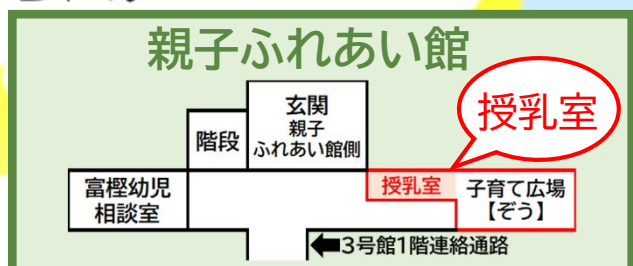 親子ふれあい館
授乳室
玄関
親子
ふれあい館側
階段
富樫幼児
相談室
授乳室
子育て広場
【ぞう】
⬅3号館1階連絡通路